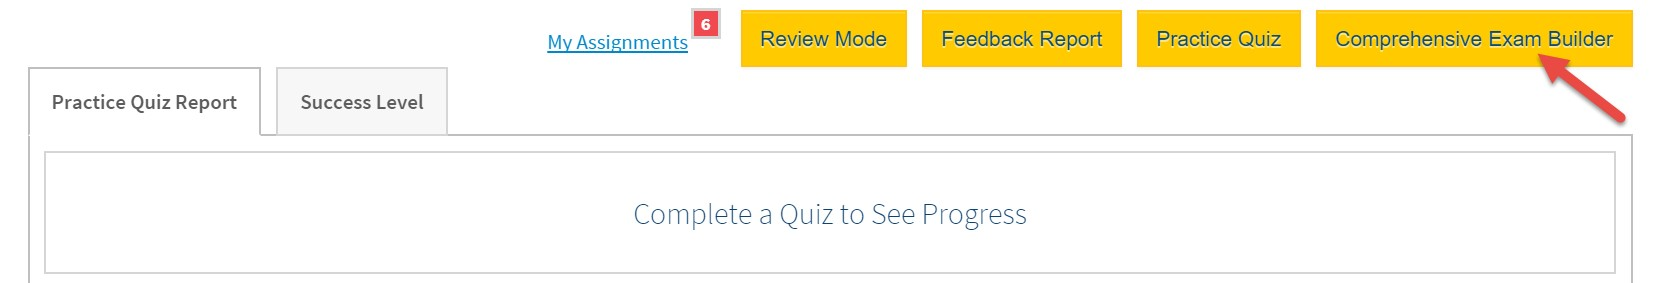 My Assignments 6 Review Mode Feedback Report Practice Quiz Comprehensive Exam Builder
Practice Quiz Report Success Level
Complete a Quiz to See Progress